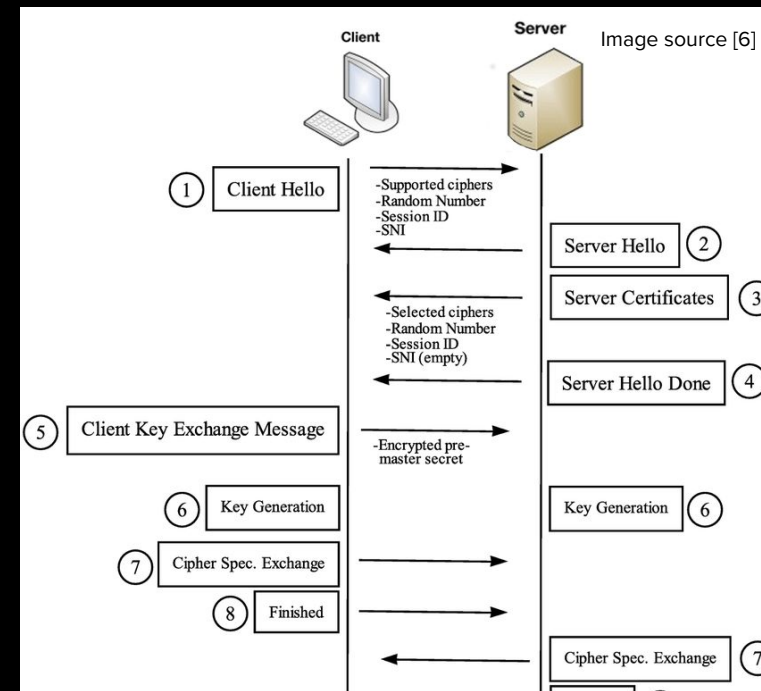 Client
Server
Image source [6]
1
Client Hello
-Supported ciphers
-Random Number
-Session ID
-SNI
Server Hello
2
Server Certificates
3
-Selected ciphers
-Random Number
-Session ID
-SNI (empty)
Server Hello Done
4
5
Client Key Exchange Message
-Encrypted pre-
master secret
6
Key Generation
Key Generation
6
7
Cipher Spec. Exchange
8
Finished
Cipher Spec. Exchange
7